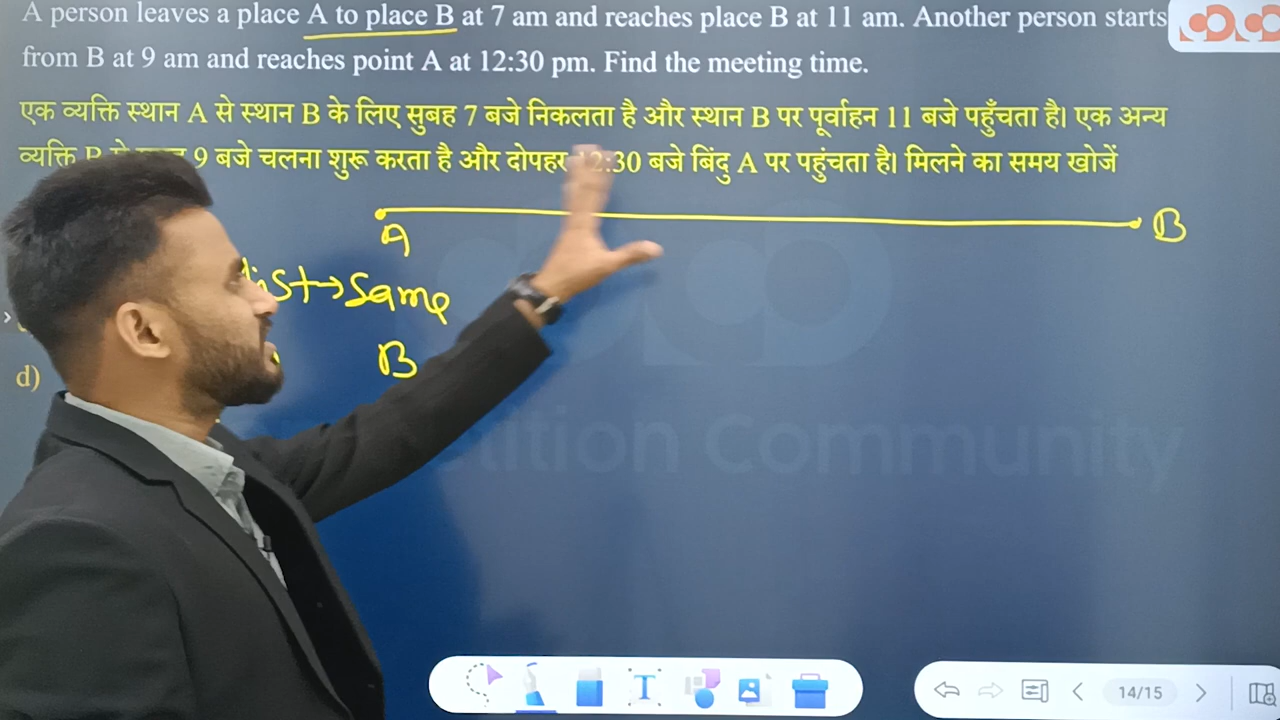 A person leaves a place A to place B at 7 am and reaches place B at 11 am. Another person starts
from B at 9 am and reaches point A at 12:30 pm. Find the meeting time.
एक व्यक्ति स्थान A से स्थान B के लिए सुबह 7 बजे निकलता है और स्थान B पर पूर्वाहन 11 बजे पहुँचता है। एक अन्य
व्यक्ति B 9 बजे चलना शुरू करता है और दोपहर 12:30 बजे बिंदु A पर पहुंचता है। मिलने का समय खोजें
A B
→ Same
B
d)
Community
T
14/15